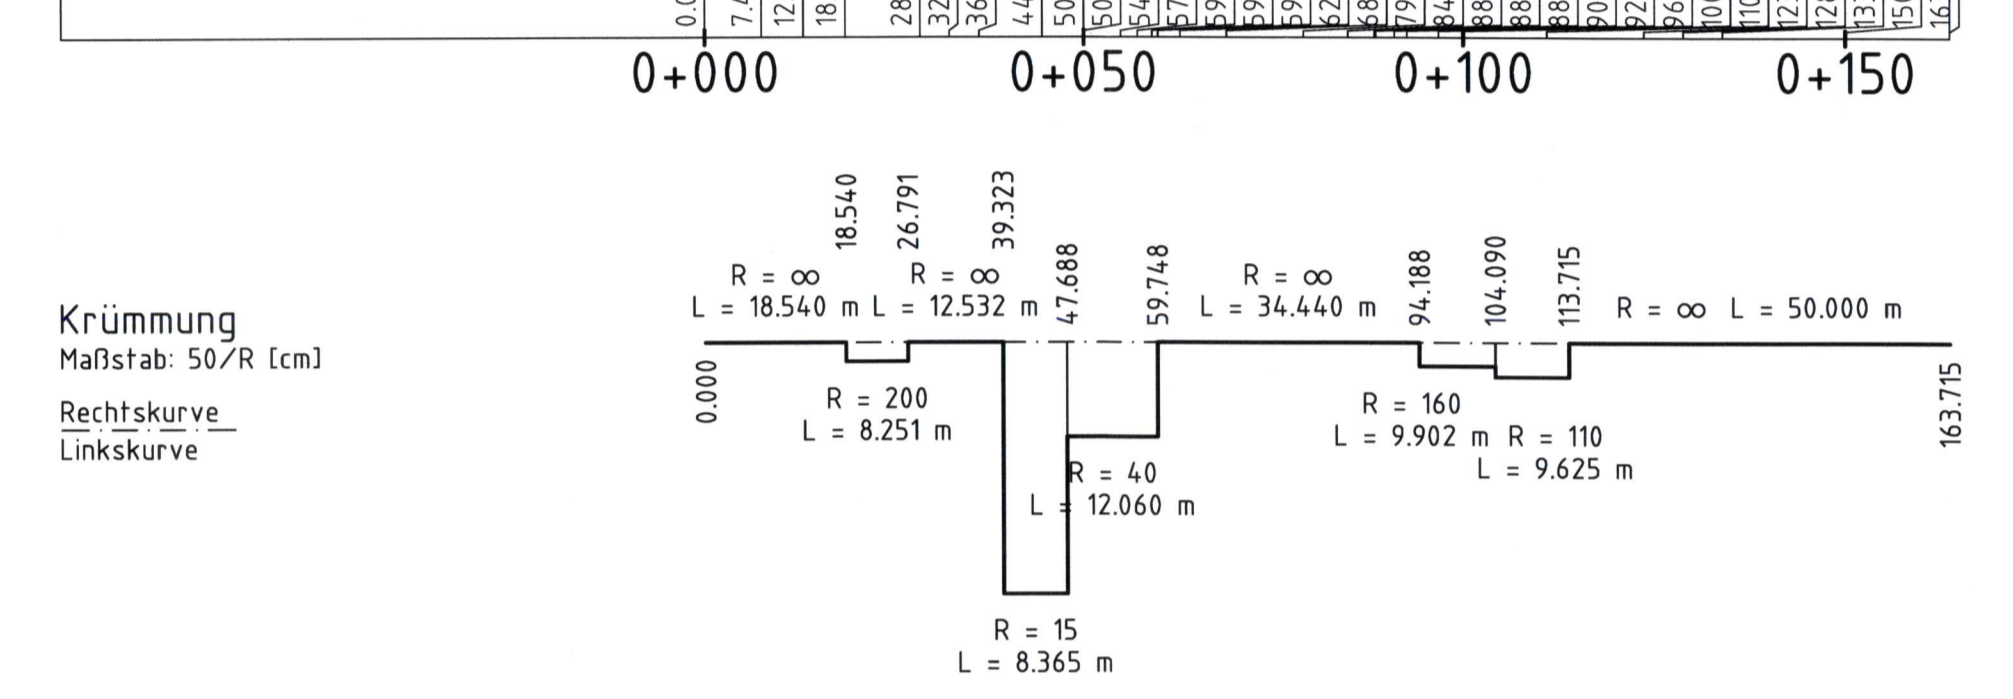 0+000 0+050 0+100 0+150
18.540 26.791 39.323 47.688 59.748 94.188 104.090 113.715
R = ∞ R = ∞ R = ∞
L = 18.540 m L = 12.532 m L = 34.440 m R = ∞ L = 50.000 m
Krümmung
Maßstab: 50/R [cm]
0.000 163.715
Rechtskurve
Linkskurve
R = 200
L = 8.251 m
R = 160
L = 9.902 m
R = 110
L = 9.625 m
R = 40
L = 12.060 m
R = 15
L = 8.365 m